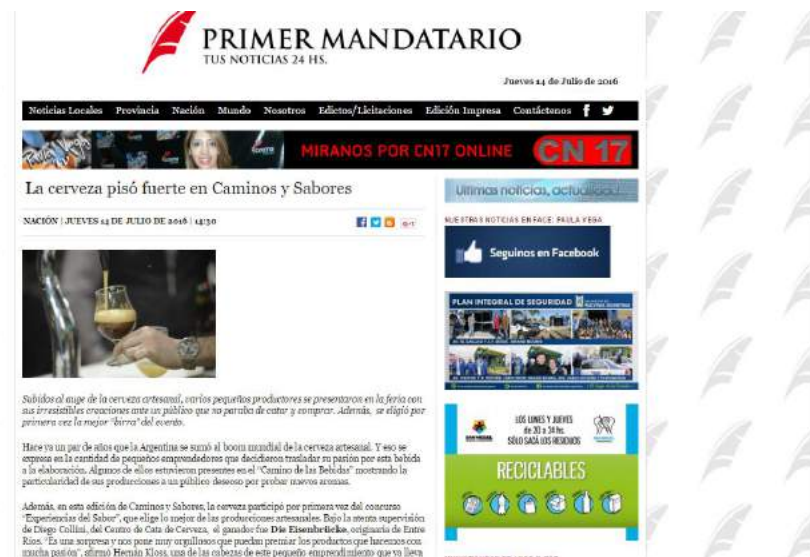 PRIMER MANDATARIO
TUS NOTICIAS 24 HS.
Jueves 14 de Julio de 2016
Noticias Locales Provincia Nación Mundo Nosotros Edictos/Licitaciones Edición Impresa Contáctenos
MIRANOS POR CN17 ONLINE CN 17
La cerveza pisó fuerte en Caminos y Sabores
NACIÓN | JUEVES 14 DE JULIO DE 2016 | 14:30
Subidos al auge de la cerveza artesanal, varios pequeños productores se presentaron en la feria con
sus irresistibles creaciones ante un público que no paraba de catar y comprar. Además, se eligió por
primera vez la mejor "birra" del evento.
Hace ya un par de años que la Argentina se sumó al boom mundial de la cerveza artesanal. Y eso se
expresa en la cantidad de pequeños emprendedores que decidieron trasladar su pasión por esta bebida
a la elaboración. Algunos de ellos estuvieron presentes en el "Camino de las Bebidas" mostrando la
particularidad de sus producciones a un público deseoso por probar nuevos aromas.
Además, en esta edición de Caminos y Sabores, la cerveza participó por primera vez del concurso
"Experiencias del Sabor", que elige lo mejor de las producciones artesanales. Bajo la atenta supervisión
de Diego Collini, del Centro de Cata de Cerveza, el ganador fue Die Eisenbrücke, originaria de Entre
Ríos. "Es una sorpresa y nos pone muy orgullosos que puedan premiar los productos que hacemos con
mucha pasión", afirmó Hernán Kloss, una de las cabezas de este pequeño emprendimiento que ya lleva
Ultimas noticias, actualidad...
NUESTRAS NOTICIAS EN FACE: PAULA VEGA
Seguinos en Facebook
PLAN INTEGRAL DE SEGURIDAD
LOS LUNES Y JUEVES
de 20 a 24 hs.
SÓLO SACÁ LOS RESIDUOS
RECICLABLES